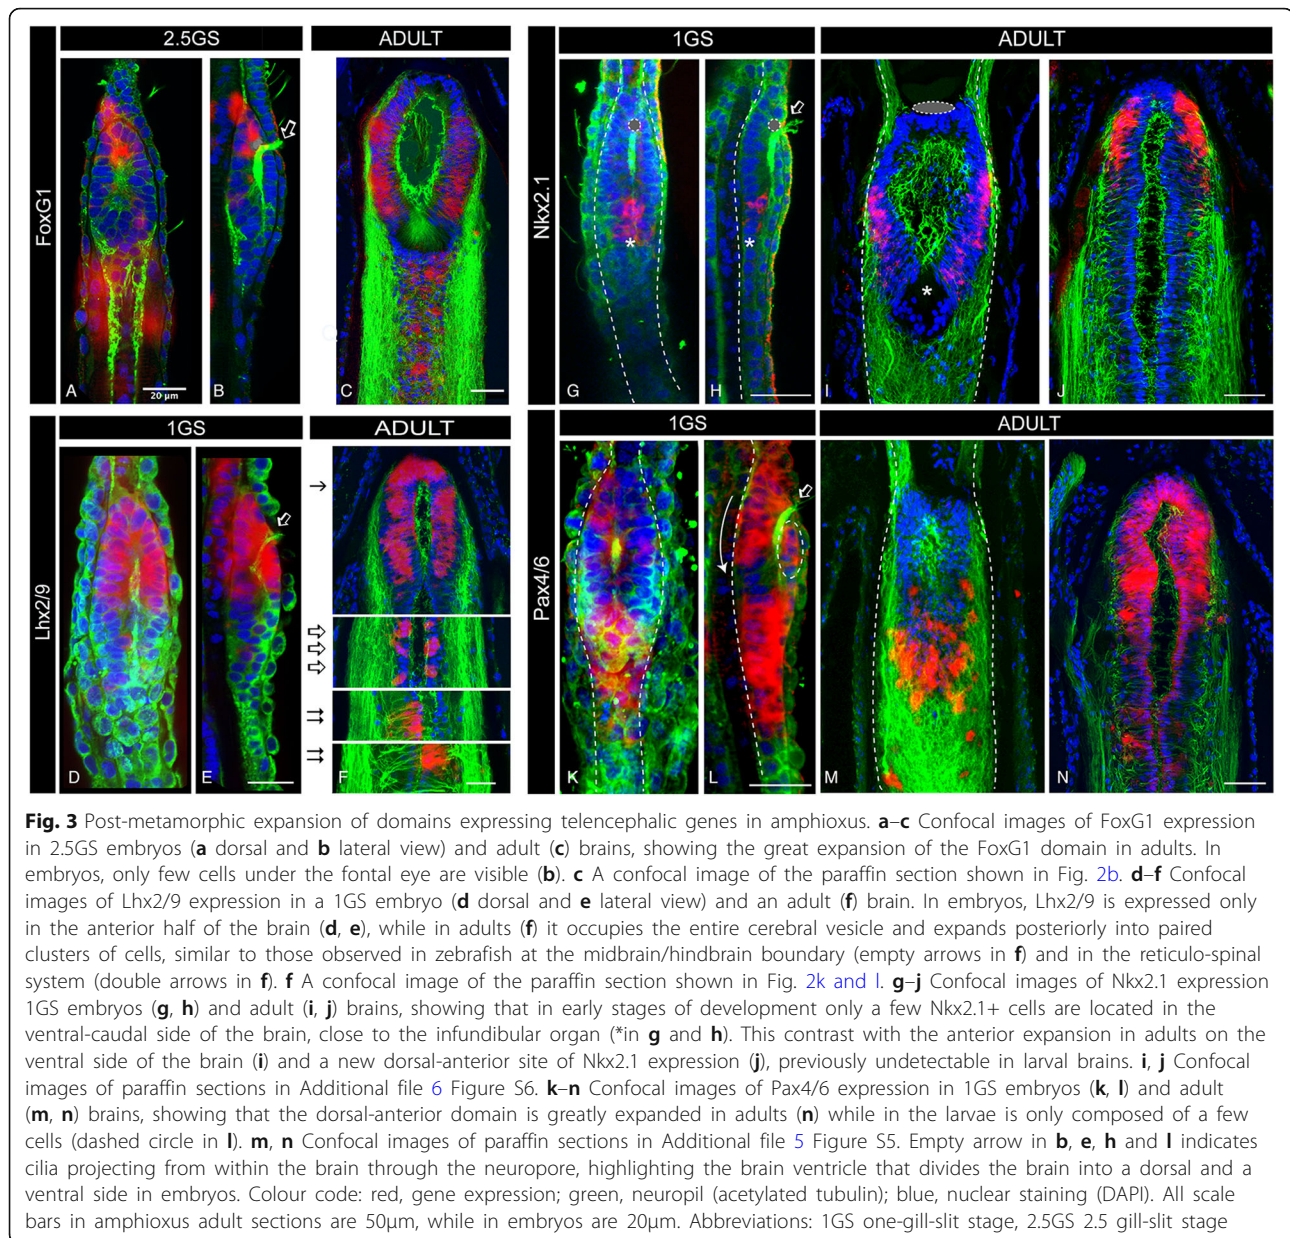 2.5GS
ADULT
FoxG1
A
20 µm
B
C
1GS
ADULT
Nkx2.1
G
*
H
*
I
*
J
1GS
ADULT
Lhx2/9
D
E
F
1GS
ADULT
Pax4/6
K
L
M
N
Fig. 3 Post-metamorphic expansion of domains expressing telencephalic genes in amphioxus. a–c Confocal images of FoxG1 expression
in 2.5GS embryos (a dorsal and b lateral view) and adult (c) brains, showing the great expansion of the FoxG1 domain in adults. In
embryos, only few cells under the fontal eye are visible (b). c A confocal image of the paraffin section shown in Fig. 2b. d–f Confocal
images of Lhx2/9 expression in a 1GS embryo (d dorsal and e lateral view) and an adult (f) brain. In embryos, Lhx2/9 is expressed only
in the anterior half of the brain (d, e), while in adults (f) it occupies the entire cerebral vesicle and expands posteriorly into paired
clusters of cells, similar to those observed in zebrafish at the midbrain/hindbrain boundary (empty arrows in f) and in the reticulo-spinal
system (double arrows in f). f A confocal image of the paraffin section shown in Fig. 2k and l. g–j Confocal images of Nkx2.1 expression
1GS embryos (g, h) and adult (i, j) brains, showing that in early stages of development only a few Nkx2.1+ cells are located in the
ventral-caudal side of the brain, close to the infundibular organ (*in g and h). This contrast with the anterior expansion in adults on the
ventral side of the brain (i) and a new dorsal-anterior site of Nkx2.1 expression (j), previously undetectable in larval brains. i, j Confocal
images of paraffin sections in Additional file 6 Figure S6. k–n Confocal images of Pax4/6 expression in 1GS embryos (k, l) and adult
(m, n) brains, showing that the dorsal-anterior domain is greatly expanded in adults (n) while in the larvae is only composed of a few
cells (dashed circle in l). m, n Confocal images of paraffin sections in Additional file 5 Figure S5. Empty arrow in b, e, h and l indicates
cilia projecting from within the brain through the neuropore, highlighting the brain ventricle that divides the brain into a dorsal and a
ventral side in embryos. Colour code: red, gene expression; green, neuropil (acetylated tubulin); blue, nuclear staining (DAPI). All scale
bars in amphioxus adult sections are 50µm, while in embryos are 20µm. Abbreviations: 1GS one-gill-slit stage, 2.5GS 2.5 gill-slit stage